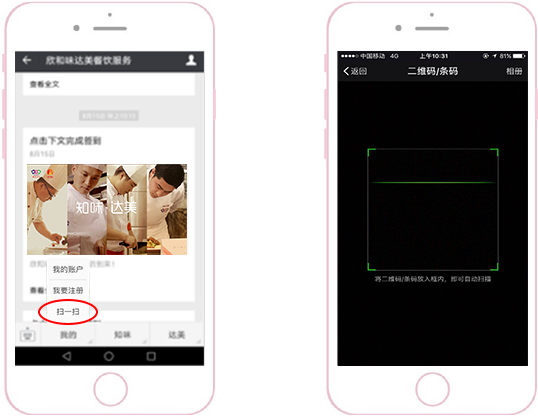 欣和味达美餐饮服务
查看全文
点击下文完成签到
8月15日
知味·达美
我的账户
我要注册
扫一扫
我的
知味
达美
中国移动 4G 上午10:31 81%
返回 二维码/条码 相册
将二维码/条码放入框内，即可自动扫描